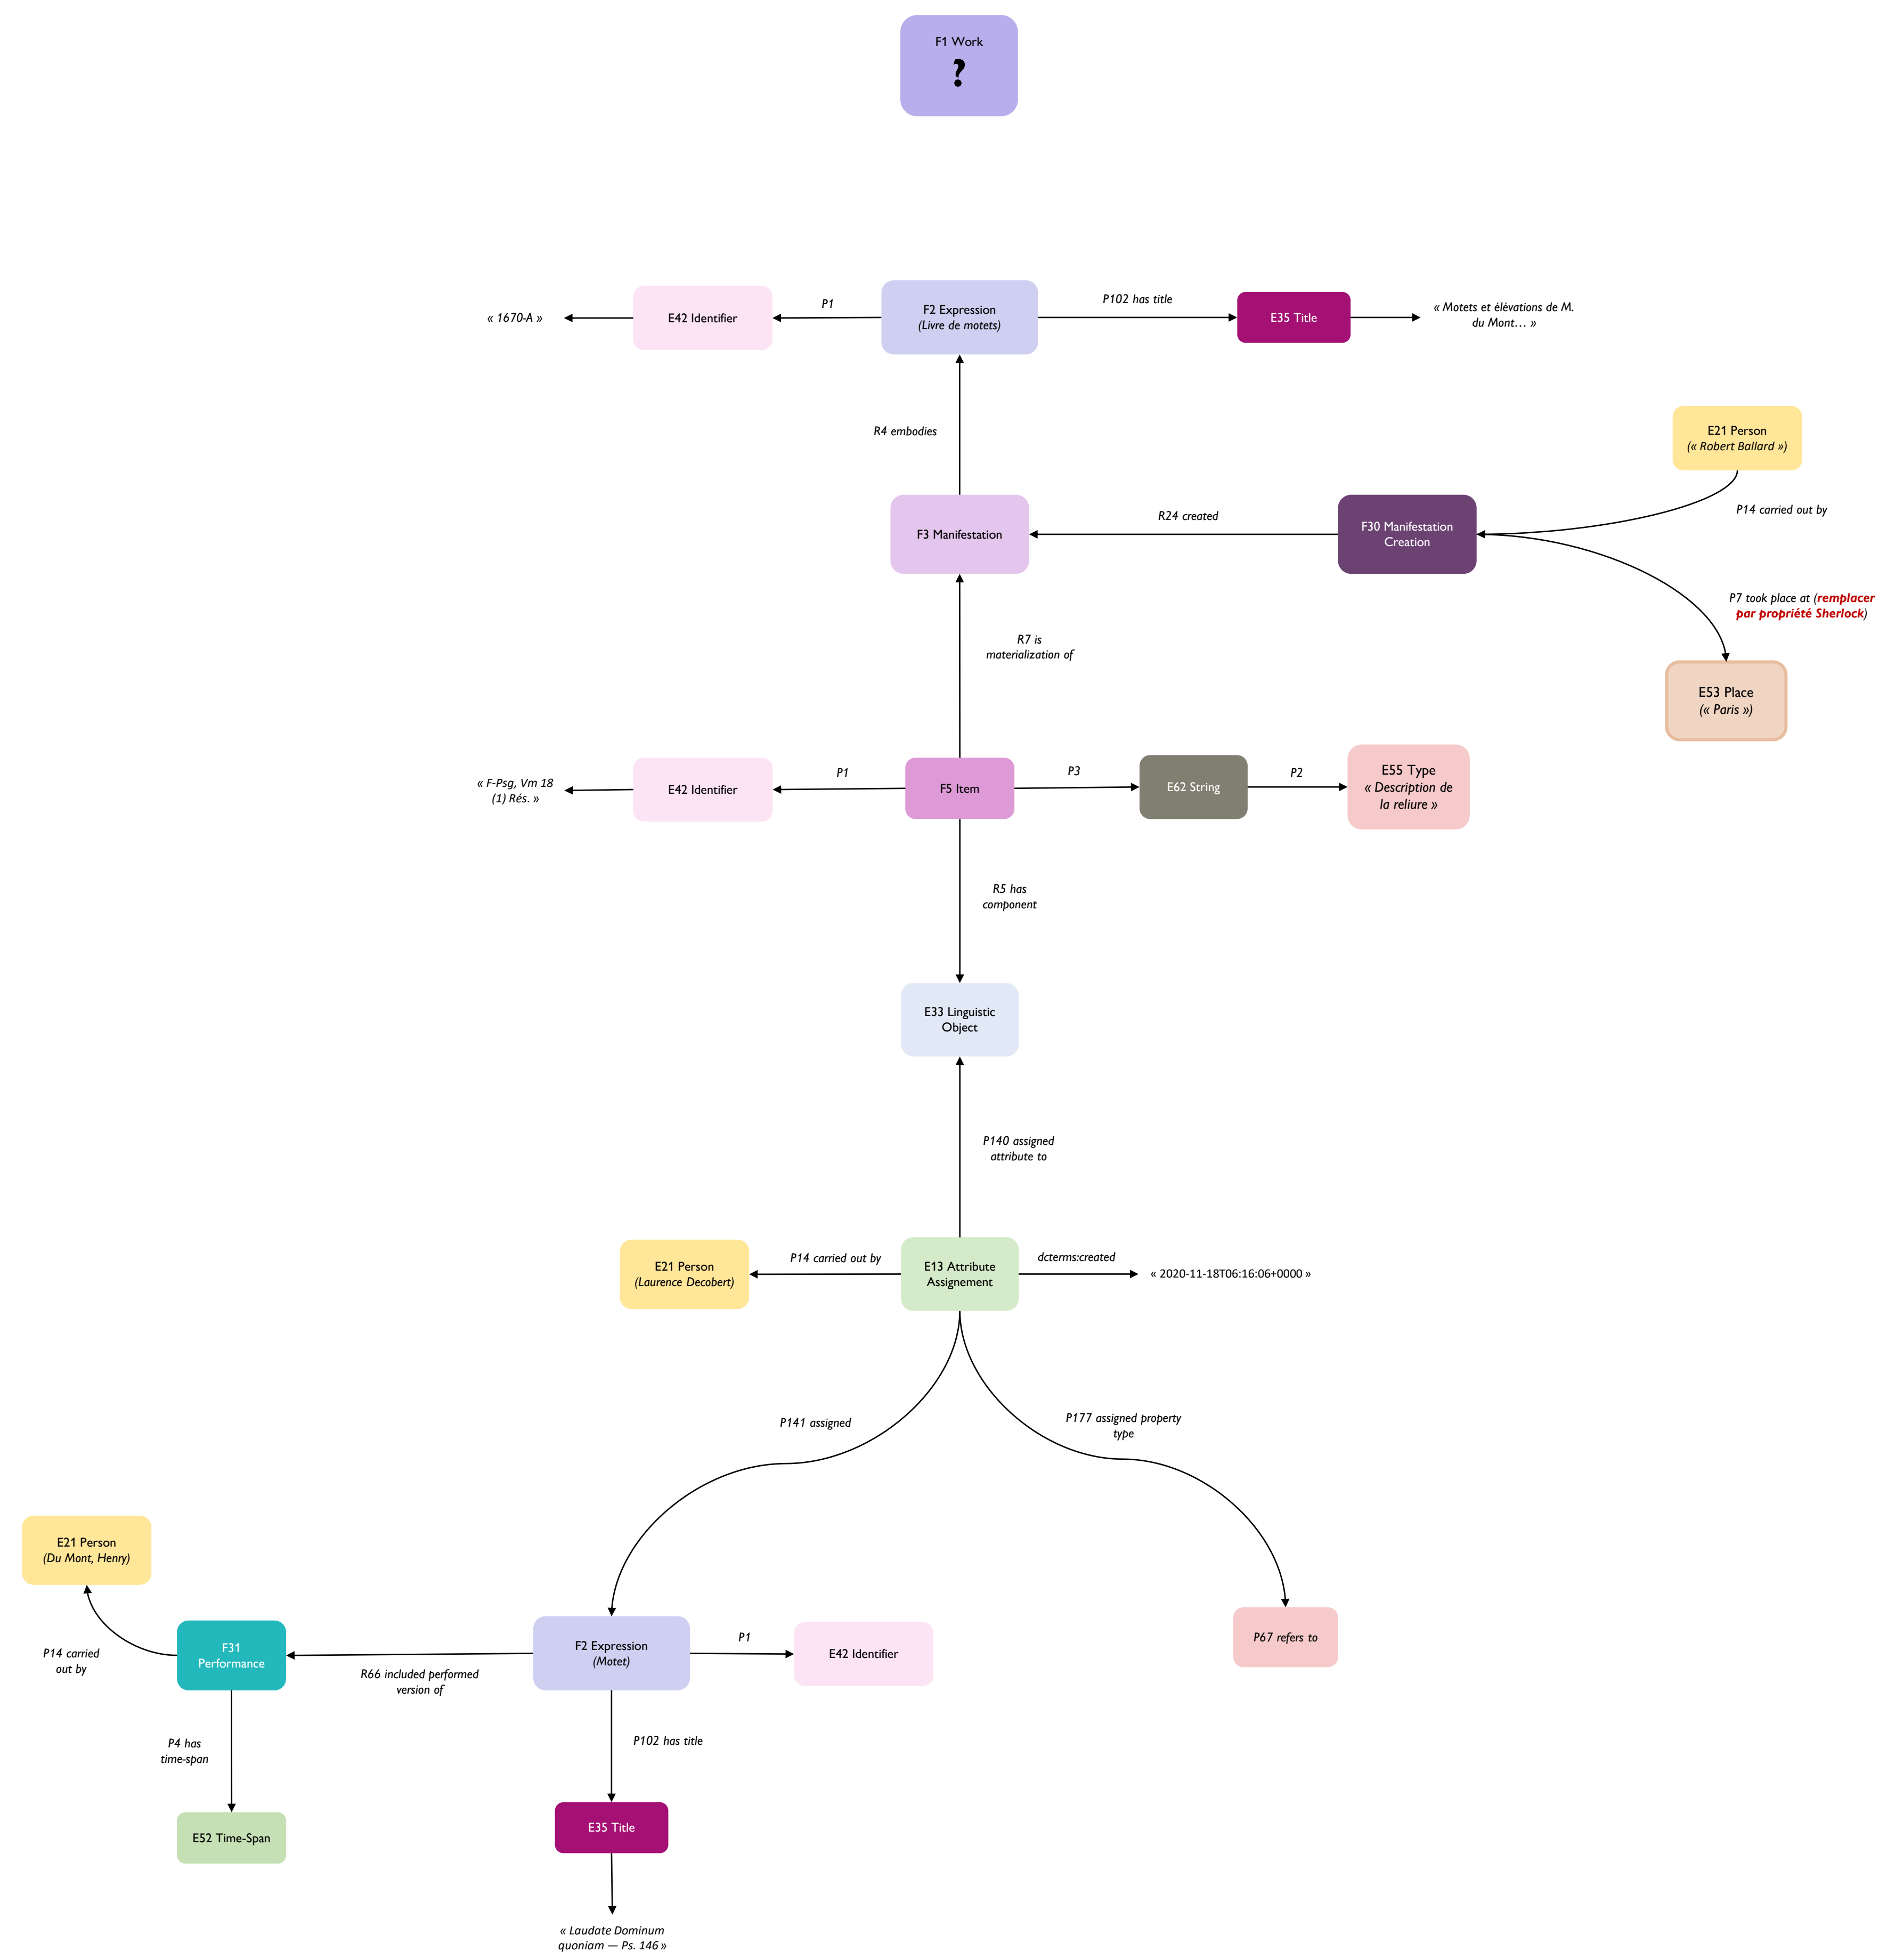 F1 Work
?
P1
P102 has title
« 1670-A »
E42 Identifier
F2 Expression
(Livre de motets)
E35 Title
« Motets et élévations de M.
du Mont… »
R4 embodies
E21 Person
(« Robert Ballard »)
P14 carried out by
F3 Manifestation
R24 created
F30 Manifestation
Creation
P7 took place at (remplacer
par propriété Sherlock)
R7 is
materialization of
E53 Place
(« Paris »)
« F-Psg, Vm 18
(1) Rés. »
E42 Identifier
P1
F5 Item
P3
E62 String
P2
E55 Type
« Description de
la reliure »
R5 has
component
E33 Linguistic
Object
P140 assigned
attribute to
E21 Person
(Laurence Decobert)
P14 carried out by
E13 Attribute
Assignement
dcterms:created
« 2020-11-18T06:16:06+0000 »
P141 assigned
P177 assigned property
type
E21 Person
(Du Mont, Henry)
P14 carried
out by
F31
Performance
R66 included performed
version of
F2 Expression
(Motet)
P1
E42 Identifier
P67 refers to
P4 has
time-span
P102 has title
E52 Time-Span
E35 Title
« Laudate Dominum
quoniam — Ps. 146 »